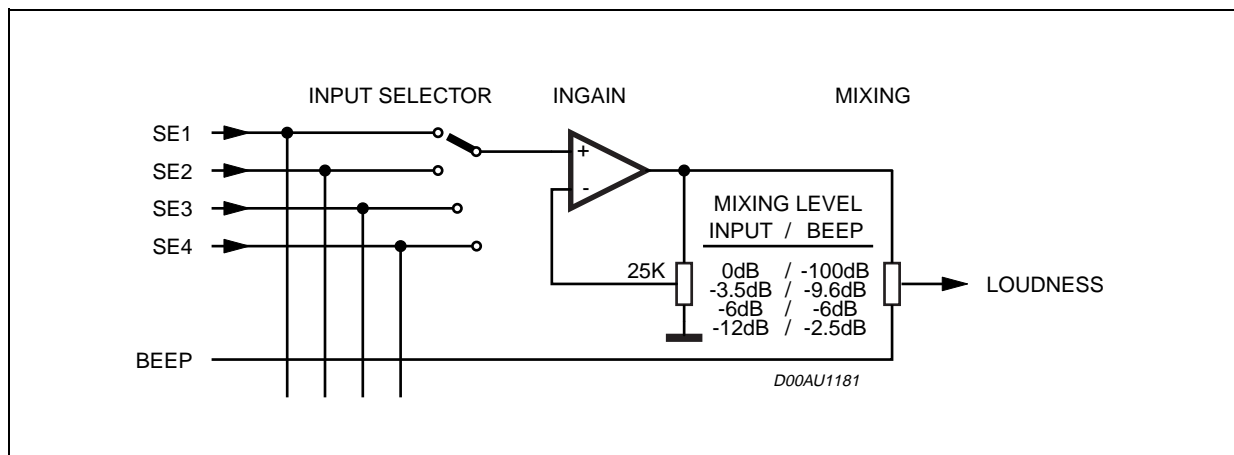 INPUT SELECTOR INGAIN MIXING
SE1
SE2
SE3
SE4
+
-
MIXING LEVEL
INPUT / BEEP
25K
0dB / -100dB
-3.5dB / -9.6dB
-6dB / -6dB
-12dB / -2.5dB
LOUDNESS
BEEP
D00AU1181